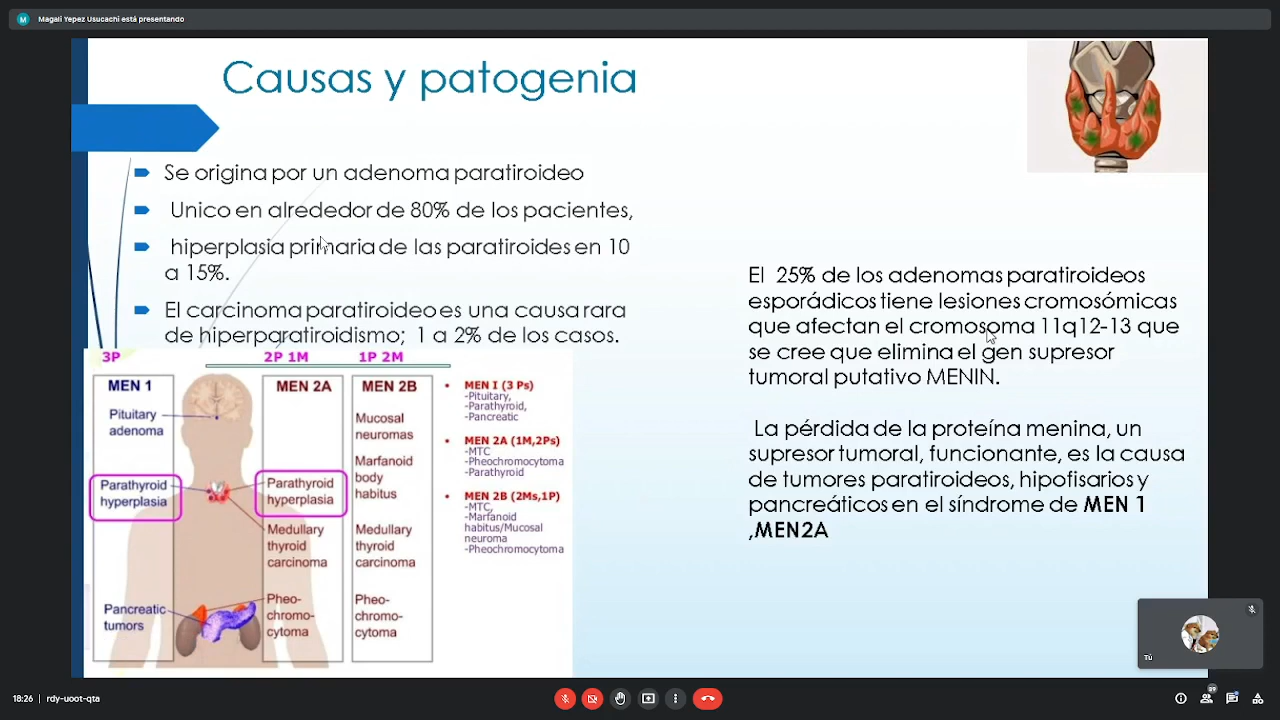 Magali Yepez Usucachi está presentando
Causas y patogenia
Se origina por un adenoma paratiroideo
Unico en alrededor de 80% de los pacientes,
hiperplasia primaria de las paratiroides en 10
a 15%.
El carcinoma paratiroideo es una causa rara
de hiperparatiroidismo; 1 a 2% de los casos.
3P
2P 1M
1P 2M
MEN 1
Pituitary
adenoma
Parathyroid
hyperplasia
Pancreatic
tumors
MEN 2A
Parathyroid
hyperplasia
Medullary
thyroid
carcinoma
Pheo-
chromo-
cytoma
MEN 2B
Mucosal
neuromas
Marfanoid
body
habitus
Medullary
thyroid
carcinoma
Pheo-
chromo-
cytoma
MEN I (3 Ps)
-Pituitary,
-Parathyroid,
-Pancreatic
MEN 2A (1M,2Ps)
-MTC
-Pheochromocytoma
-Parathyroid
MEN 2B (2Ms,1P)
-MTC,
-Marfanoid
habitus/Mucosal
neuroma
-Pheochromocytoma
El 25% de los adenomas paratiroideos
esporádicos tiene lesiones cromosómicas
que afectan el cromosoma 11q12-13 que
se cree que elimina el gen supresor
tumoral putativo MENIN.
La pérdida de la proteína menina, un
supresor tumoral, funcionante, es la causa
de tumores paratiroideos, hipofisarios y
pancreáticos en el síndrome de MEN 1
,MEN2A
Tú
18:26 | rdy-uoot-qta